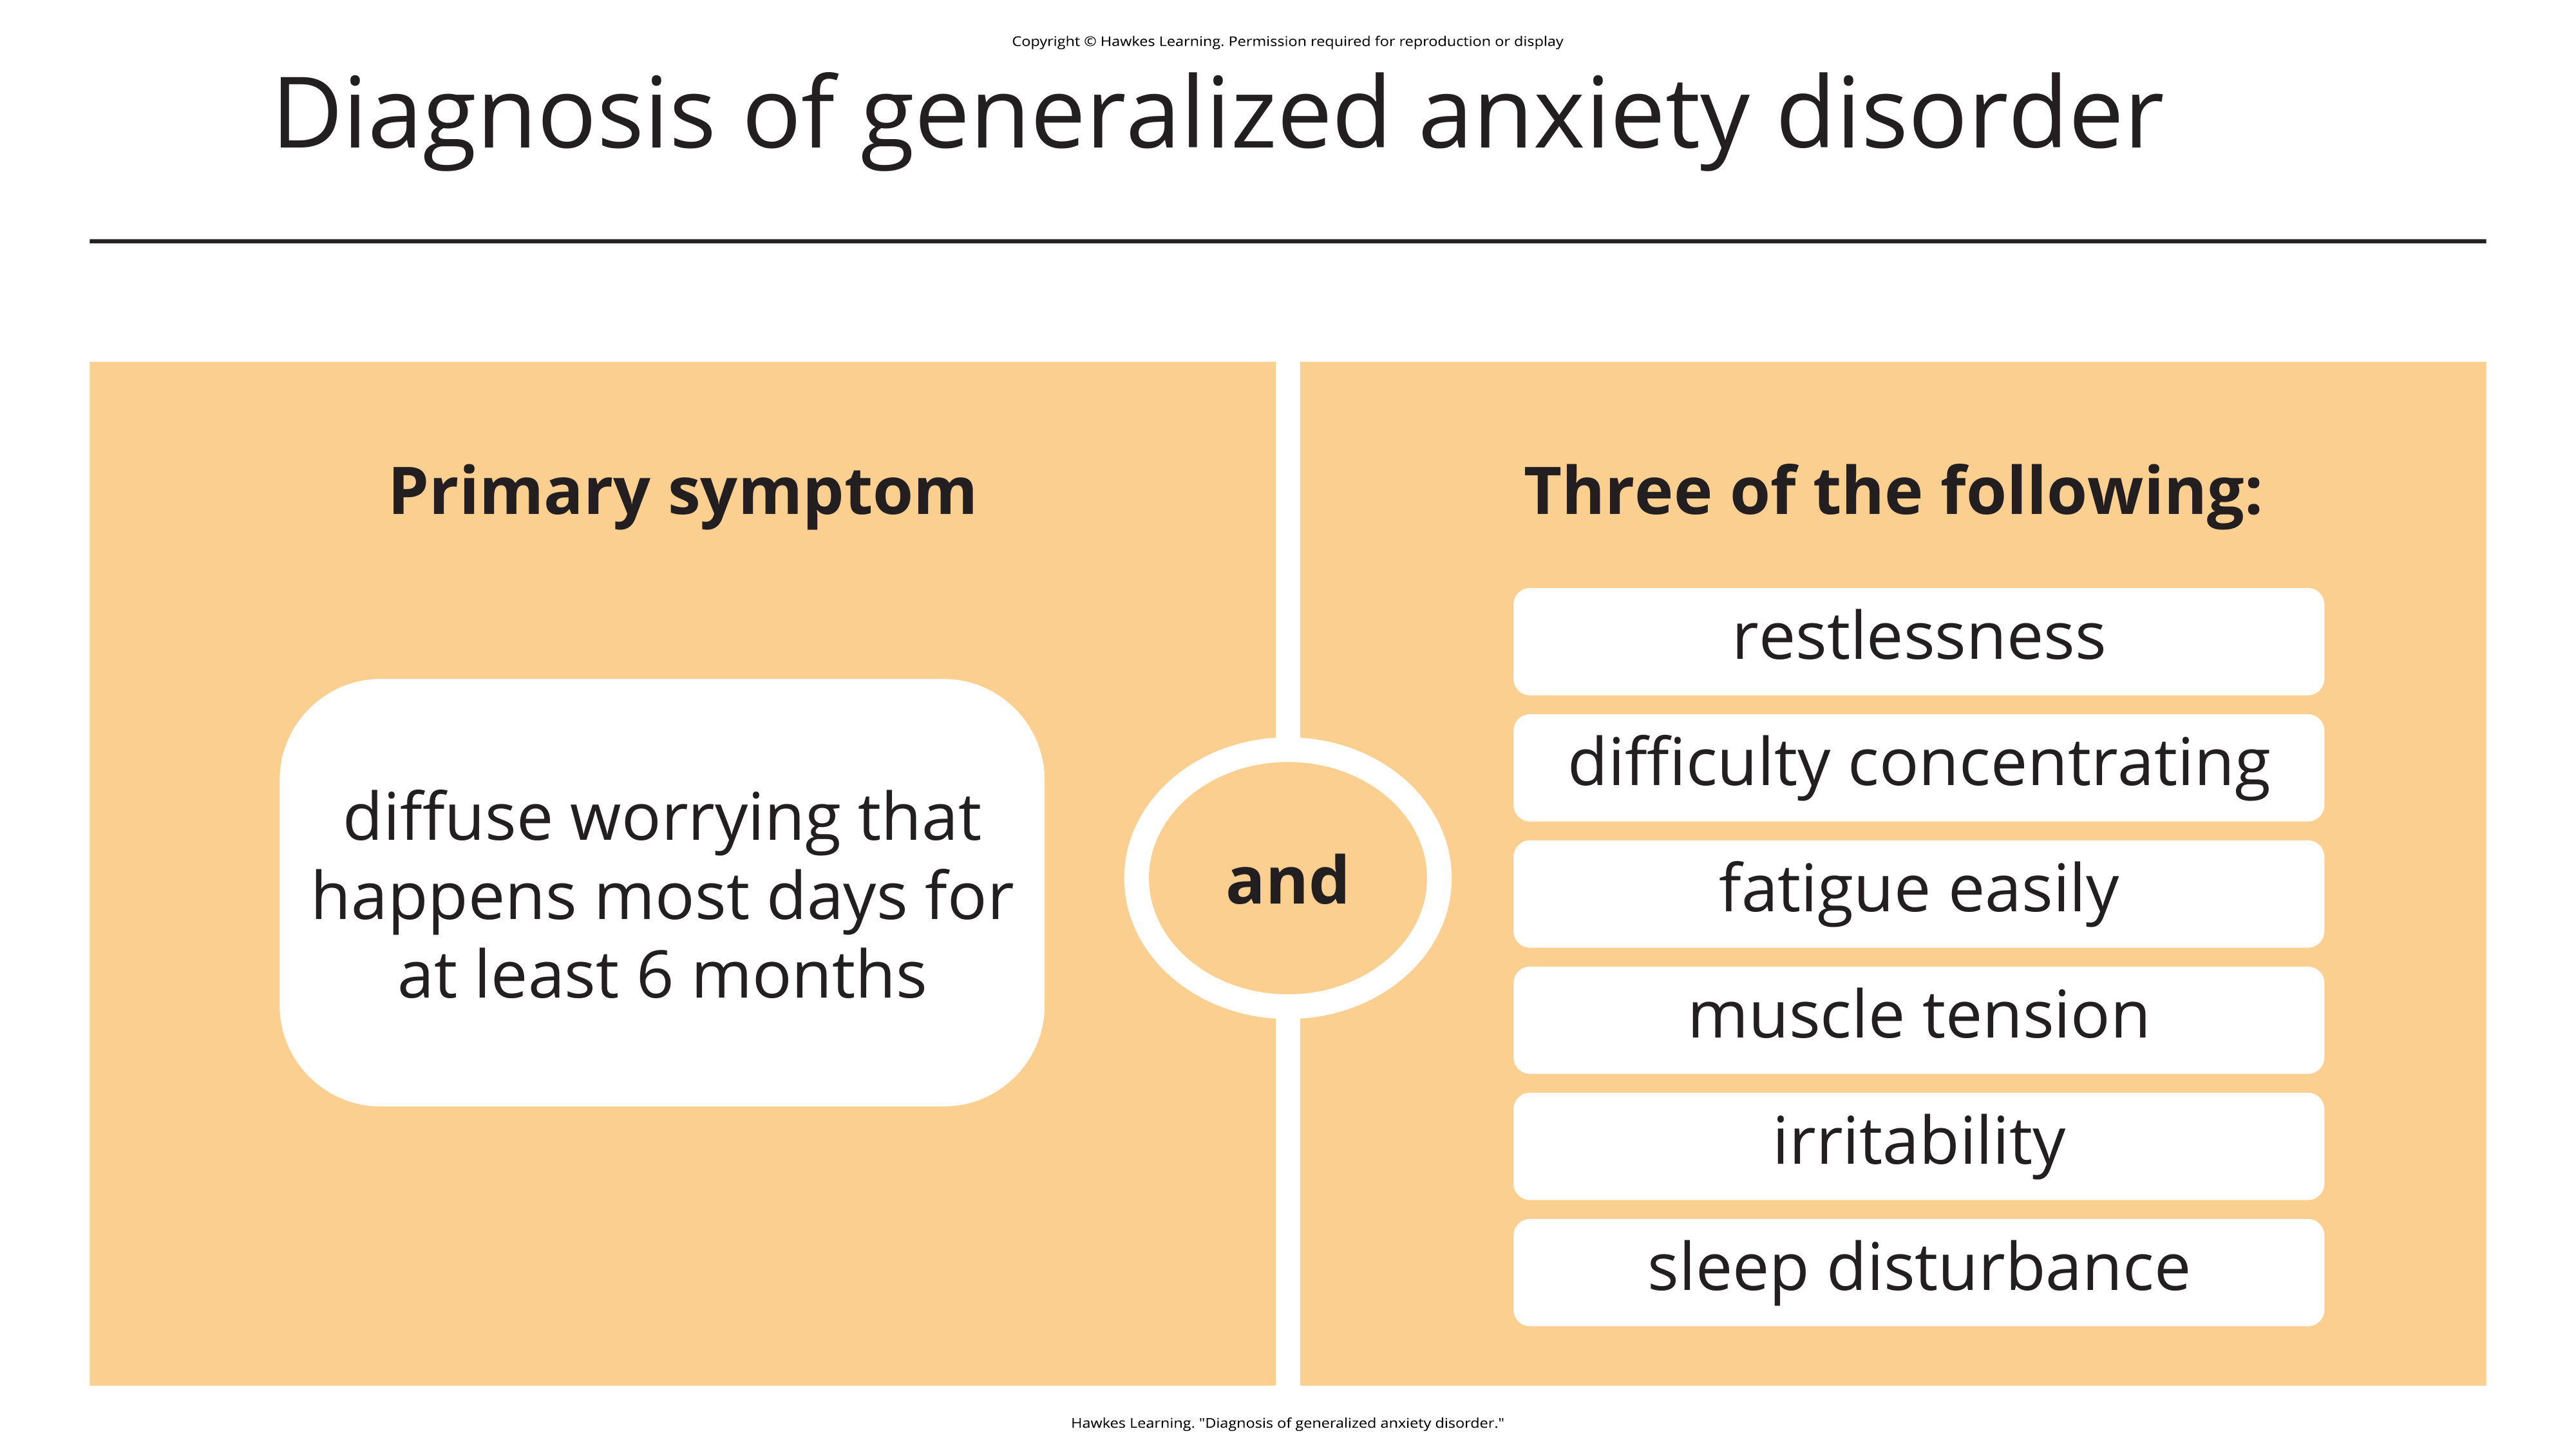 Copyright © Hawkes Learning. Permission required for reproduction or display
Diagnosis of generalized anxiety disorder
Primary symptom
diffuse worrying that
happens most days for
at least 6 months
and
Three of the following:
restlessness
difficulty concentrating
fatigue easily
muscle tension
irritability
sleep disturbance
Hawkes Learning. "Diagnosis of generalized anxiety disorder."